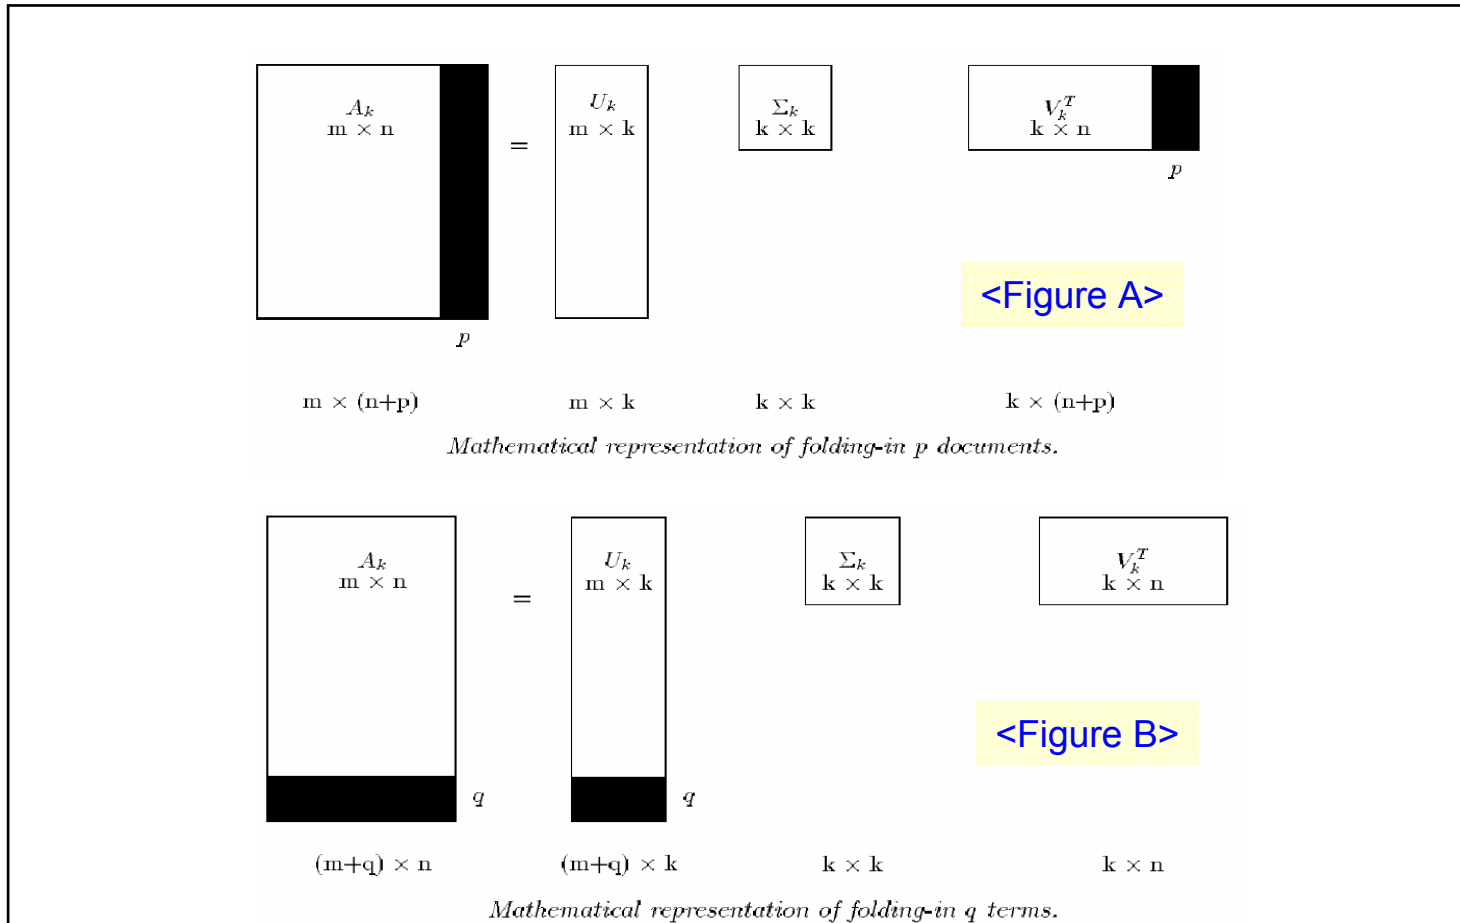 A_k U_k Σ_k V_k^T
m × n = m × k k × k k × n
p
<Figure A>
p
m × (n+p) m × k k × k k × (n+p)
Mathematical representation of folding-in p documents.
A_k U_k Σ_k V_k^T
m × n = m × k k × k k × n
<Figure B>
q q
(m+q) × n (m+q) × k k × k k × n
Mathematical representation of folding-in q terms.